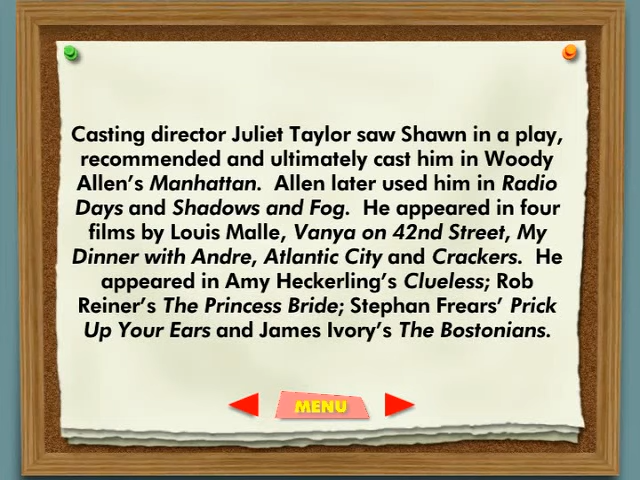 Casting director Juliet Taylor saw Shawn in a play,
recommended and ultimately cast him in Woody
Allen's Manhattan. Allen later used him in Radio
Days and Shadows and Fog. He appeared in four
films by Louis Malle, Vanya on 42nd Street, My
Dinner with Andre, Atlantic City and Crackers. He
appeared in Amy Heckerling's Clueless; Rob
Reiner's The Princess Bride; Stephan Frears' Prick
Up Your Ears and James Ivory's The Bostonians.
MENU